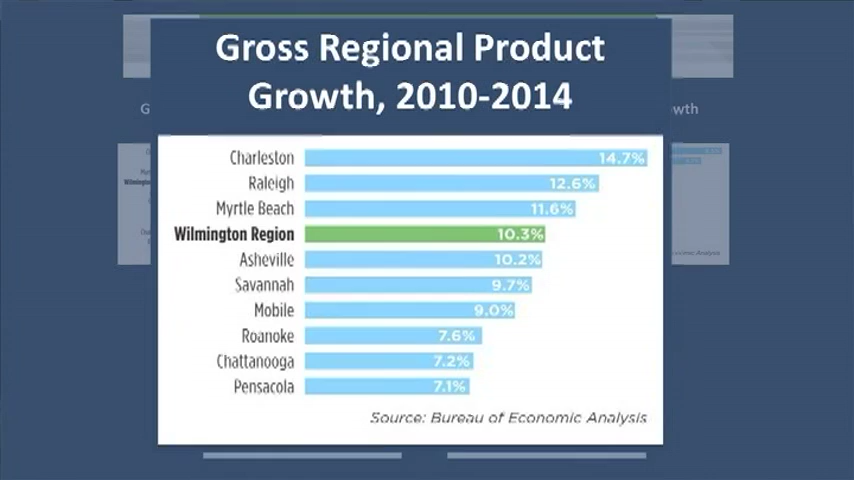 Gross Regional Product
Growth, 2010-2014
G
wth
Charleston 14.7%
Raleigh 12.6%
Myrtle Beach 11.6%
Wilmington Region 10.3%
Asheville 10.2%
Savannah 9.7%
Mobile 9.0%
Roanoke 7.6%
Chattanooga 7.2%
Pensacola 7.1%
Source: Bureau of Economic Analysis